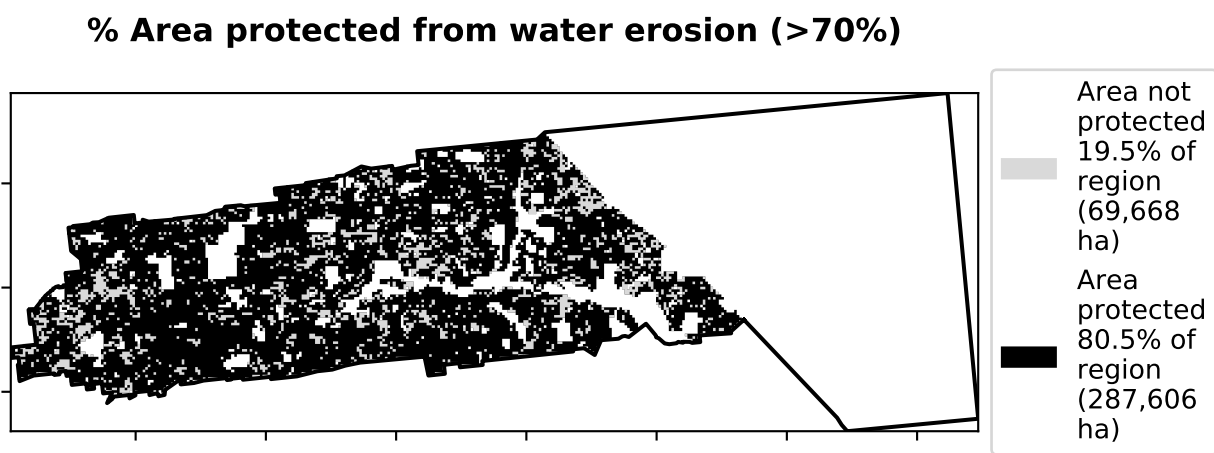 % Area protected from water erosion (>70%)
Area not
protected
19.5% of
region
(69,668
ha)
Area
protected
80.5% of
region
(287,606
ha)